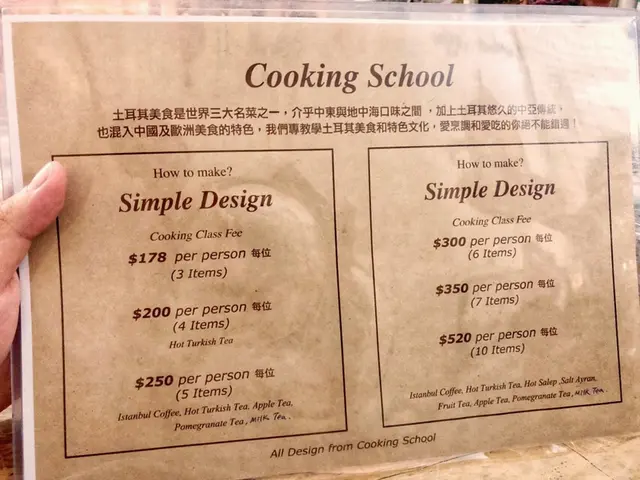 Cooking School
土耳其美食是世界三大名菜之一，介乎中東與地中海口味之間，加上土耳其悠久的中亞傳統，
也混入中國及歐洲美食的特色，我們專教學土耳其美食和特色文化，愛烹調和愛吃的你絕不能錯過！
How to make?
Simple Design
Cooking Class Fee
$178 per person 每位
(3 Items)
$200 per person 每位
(4 Items)
Hot Turkish Tea
$250 per person 每位
(5 Items)
Istanbul Coffee, Hot Turkish Tea, Apple Tea,
Pomegranate Tea, Milk Tea.
How to make?
Simple Design
Cooking Class Fee
$300 per person 每位
(6 Items)
$350 per person 每位
(7 Items)
$520 per person 每位
(10 Items)
Istanbul Coffee, Hot Turkish Tea, Hot Salep ,Salt Ayran,
Fruit Tea, Apple Tea, Pomegranate Tea, Milk Tea.
All Design from Cooking School